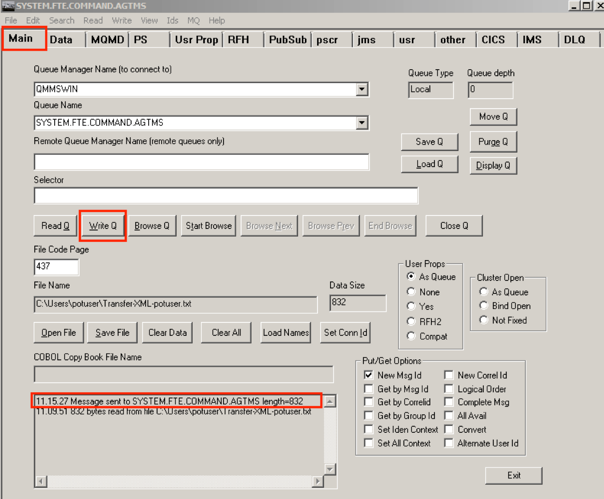 SYSTEM.FTE.COMMAND.AGTMS
File Edit Search Read Write View Ids MQ Help
Main Data MQMD PS Usr Prop RFH PubSub pscr jms usr other CICS IMS DLQ
Queue Manager Name (to connect to)
Queue Type Queue depth
QMMSWIN
Local 0
Queue Name
SYSTEM.FTE.COMMAND.AGTMS
Move Q
Remote Queue Manager Name (remote queues only)
Save Q Purge Q
Load Q Display Q
Selector
Read Q Write Q Browse Q Start Browse Browse Next Browse Prev End Browse Close Q
File Code Page
437
File Name
Data Size
C:\Users\potuser\Transfer-XML-potuser.txt
832
Open File Save File Clear Data Clear All Load Names Set Conn Id
User Props
As Queue
None
Yes
RFH2
Compat
Cluster Open
As Queue
Bind Open
Not Fixed
COBOL Copy Book File Name
Put/Get Options
New Msg Id New Correl Id
Get by Msg Id Logical Order
Get by Correlid Complete Msg
Get by Group Id All Avail
Set Iden Context Convert
Set All Context Alternate User Id
11.15.27 Message sent to SYSTEM.FTE.COMMAND.AGTMS length=832
11.09.51 832 bytes read from file C:\Users\potuser\Transfer-XML-potuser.txt
Exit